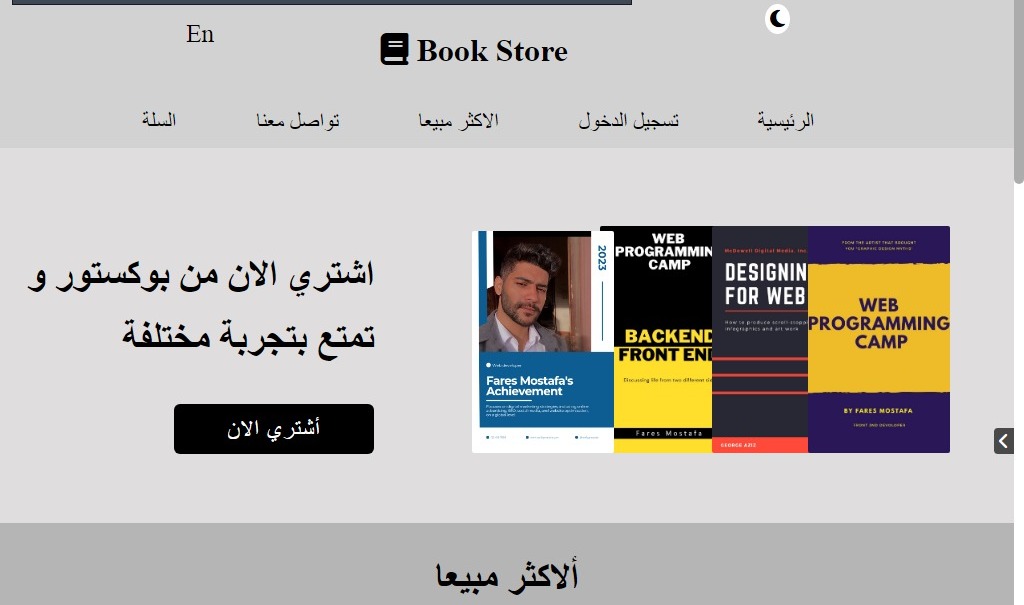 En
Book Store
الرئيسية
تسجيل الدخول
الاكثر مبيعا
تواصل معنا
السلة
اشتري الان من بوكستور و
تمتع بتجربة مختلفة
أشتري الان
2023
Web developer
Fares Mostafa's
Achievement
WEB
PROGRAMMIN
CAMP
BACKEND
FRONT END
Discussing life from two different
Fares Mostafa
McDowell Digital Media, Inc
DESIGNIN
FOR WEB
How to produce scroll-stopp
infographics and art work
GEORGE AZIZ
FROM THE ARTIST THAT BROUGHT
YOU "GRAPHIC DESIGN MYTHS"
WEB
PROGRAMMING
CAMP
BY FARES MOSTAFA
FRONT END DEVELOPER
ألاكثر مبيعا